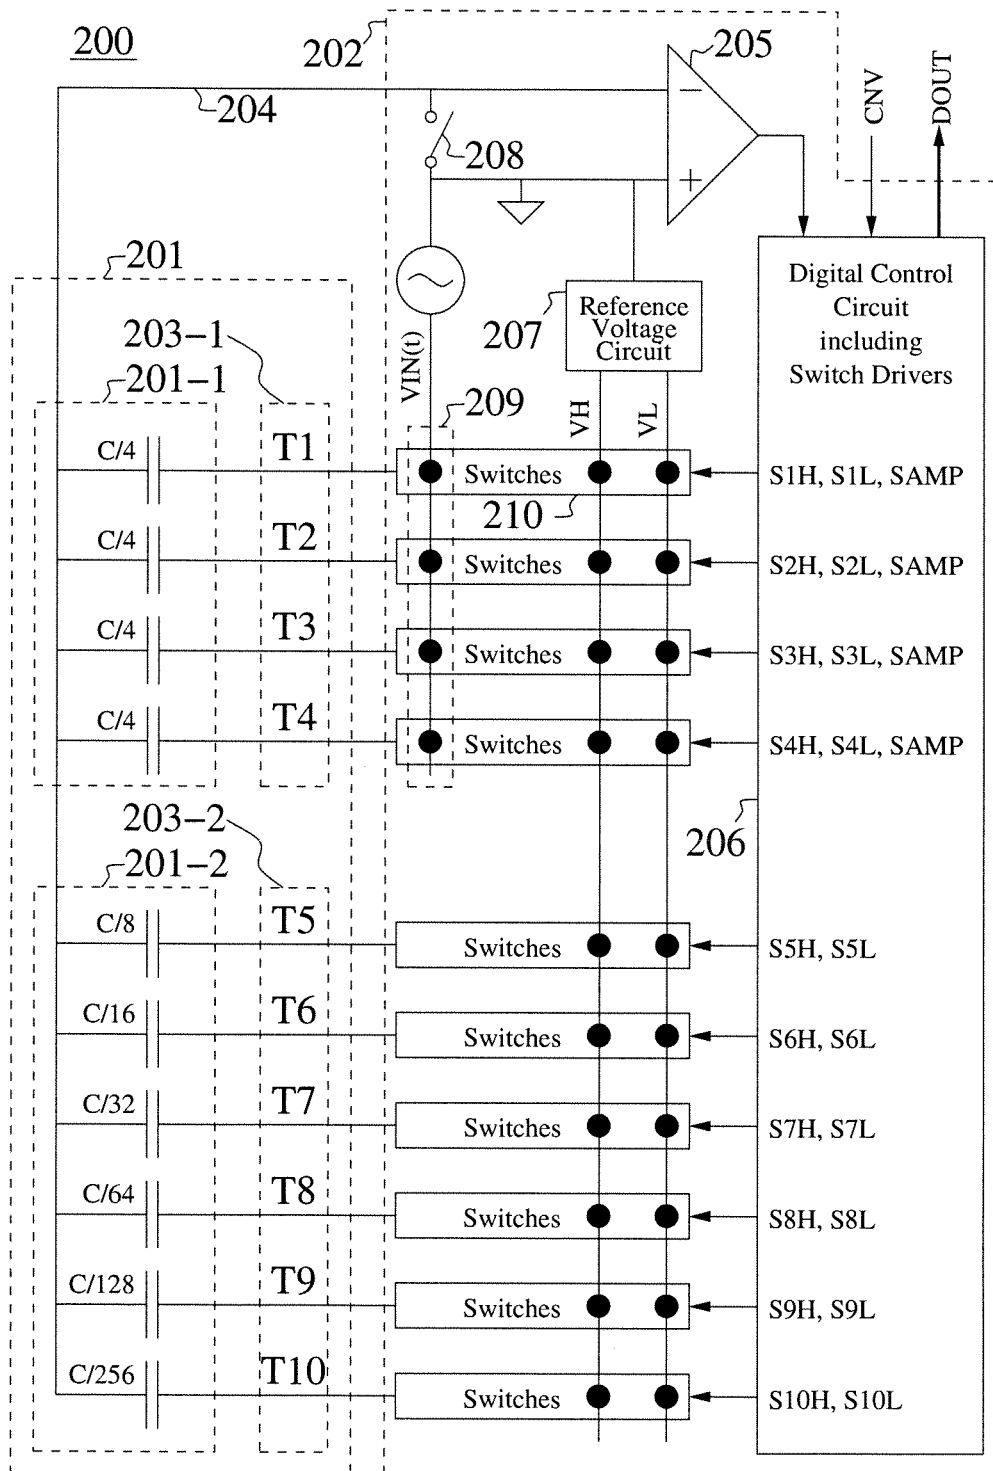 200
202
205
204
208
CNV
DOUT
201
203-1
201-1
VIN(t)
207
Reference
Voltage
Circuit
Digital Control
Circuit
including
Switch Drivers
209
VH
VL
C/4
T1
Switches
S1H, S1L, SAMP
210
C/4
T2
Switches
S2H, S2L, SAMP
C/4
T3
Switches
S3H, S3L, SAMP
C/4
T4
Switches
S4H, S4L, SAMP
203-2
206
201-2
C/8
T5
Switches
S5H, S5L
C/16
T6
Switches
S6H, S6L
C/32
T7
Switches
S7H, S7L
C/64
T8
Switches
S8H, S8L
C/128
T9
Switches
S9H, S9L
C/256
T10
Switches
S10H, S10L